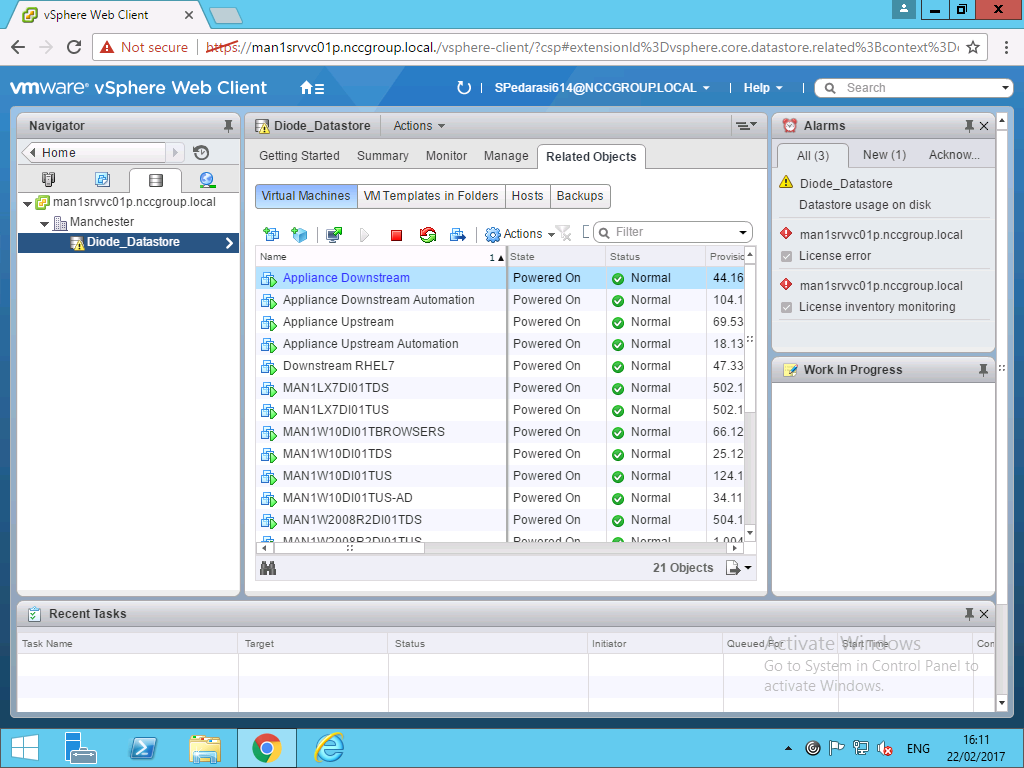 vSphere Web Client
Not secure
https://man1srvvc01p.nccgroup.local./vsphere-client/?csp#extensionId%3Dvsphere.core.datastore.related%3Bcontext%3D
vmware® vSphere Web Client
SPedarasi614@NCCGROUP.LOCAL
Help
Search
Navigator
Home
man1srvvc01p.nccgroup.local
Manchester
Diode_Datastore
Diode_Datastore
Actions
Getting Started Summary Monitor Manage Related Objects
Virtual Machines VM Templates in Folders Hosts Backups
Actions
Filter
Name 1 State Status Provisic
Appliance Downstream Powered On Normal 44.16
Appliance Downstream Automation Powered On Normal 104.1
Appliance Upstream Powered On Normal 69.53
Appliance Upstream Automation Powered On Normal 18.13
Downstream RHEL7 Powered On Normal 47.33
MAN1LX7DI01TDS Powered On Normal 502.1
MAN1LX7DI01TUS Powered On Normal 502.1
MAN1W10DI01TBROWSERS Powered On Normal 66.12
MAN1W10DI01TDS Powered On Normal 25.12
MAN1W10DI01TUS Powered On Normal 124.1
MAN1W10DI01TUS-AD Powered On Normal 34.11
MAN1W2008R2DI01TDS Powered On Normal 504.1
MAN1W2008R2DI01TUS Powered On Normal 1,004
21 Objects
Alarms
All (3) New (1) Acknow...
Diode_Datastore
Datastore usage on disk
man1srvvc01p.nccgroup.local
License error
man1srvvc01p.nccgroup.local
License inventory monitoring
Work In Progress
Recent Tasks
Task Name Target Status Initiator Queued For Start Time Con
Activate Windows
Go to System in Control Panel to
activate Windows.
ENG
16:11
22/02/2017